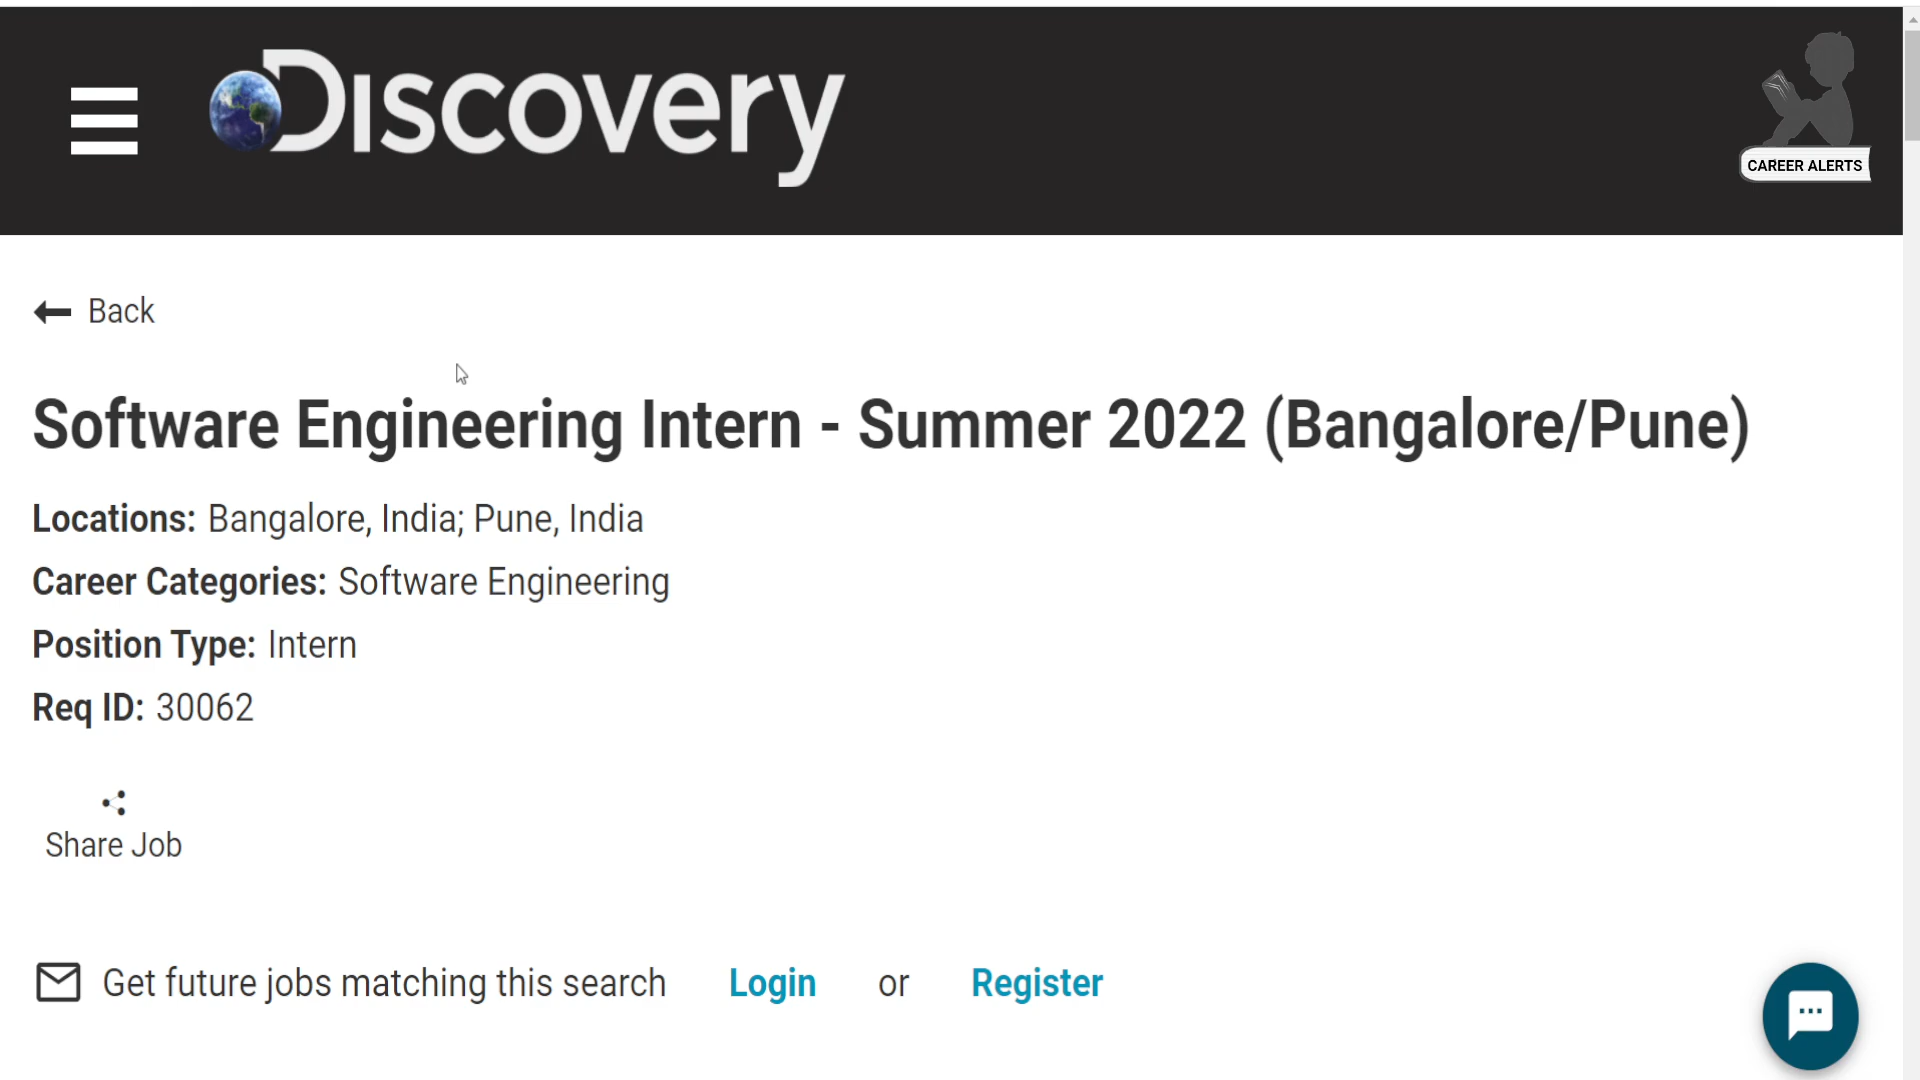 Discovery
CAREER ALERTS
Back
Software Engineering Intern - Summer 2022 (Bangalore/Pune)
Locations: Bangalore, India; Pune, India
Career Categories: Software Engineering
Position Type: Intern
Req ID: 30062
Share Job
Get future jobs matching this search Login or Register